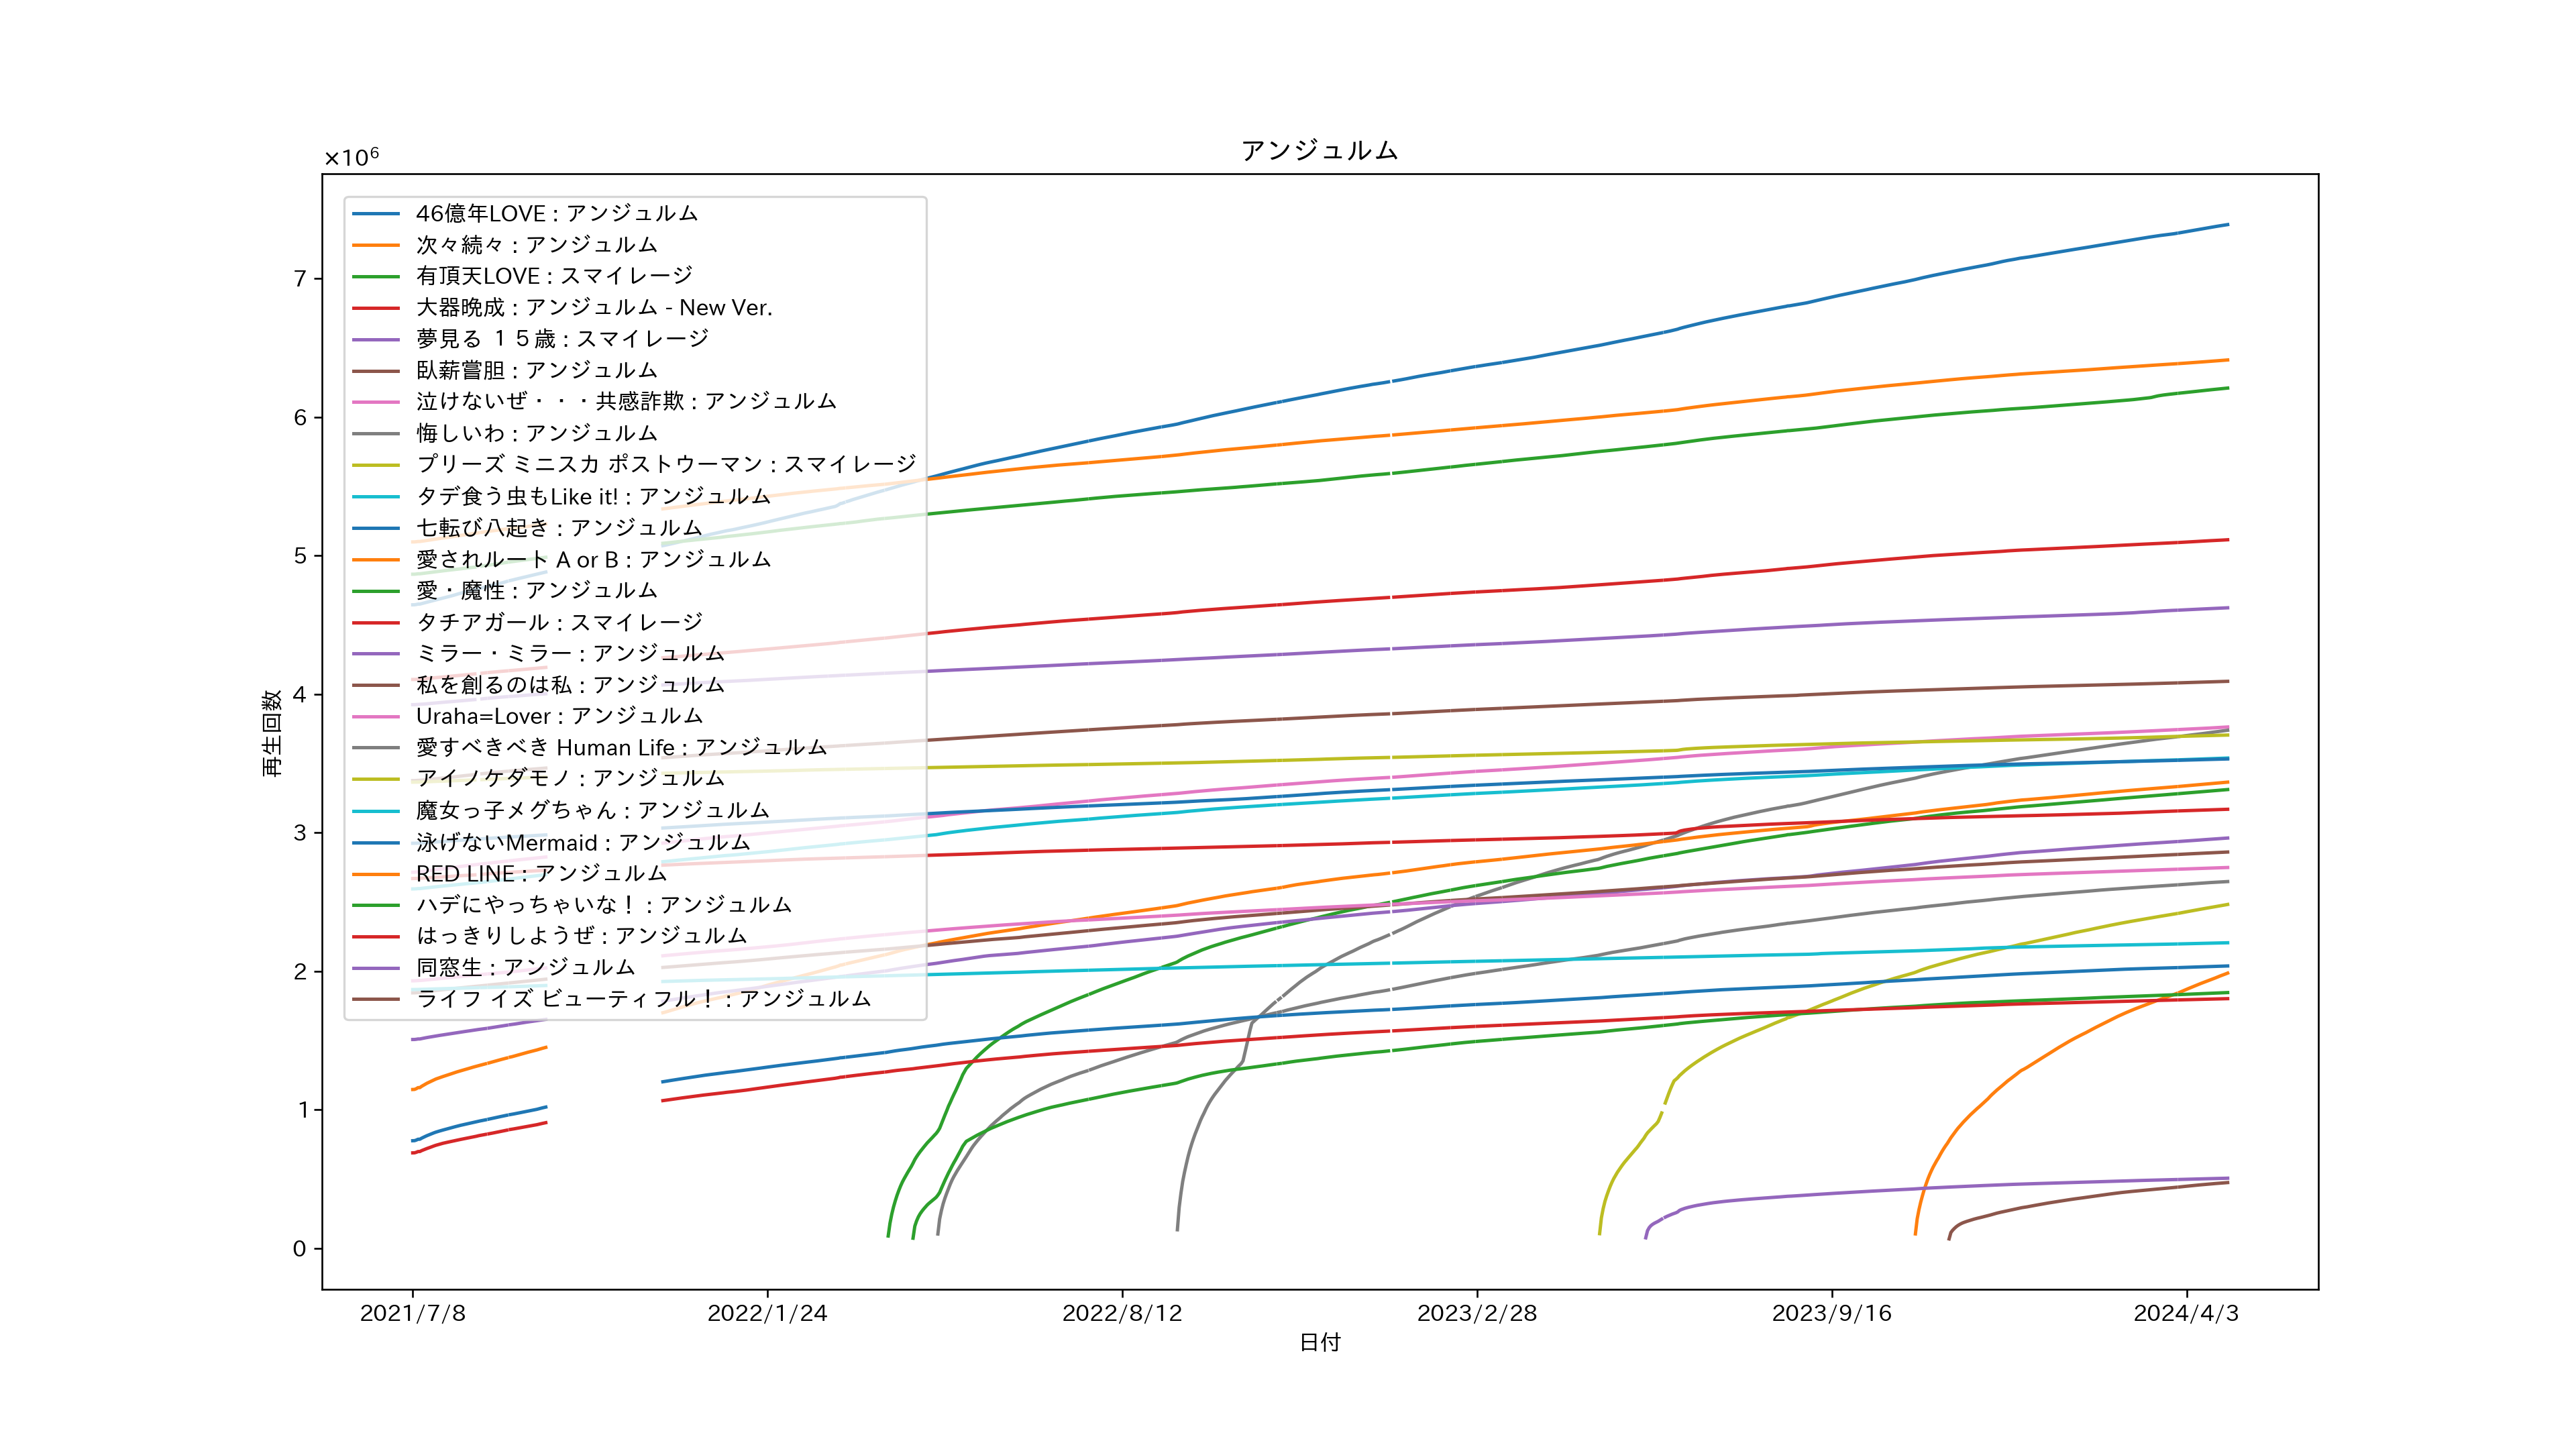 アンジュルム
×10⁶
46億年LOVE : アンジュルム
次々続々 : アンジュルム
有頂天LOVE : スマイレージ
大器晩成 : アンジュルム - New Ver.
夢見る １５歳 : スマイレージ
臥薪嘗胆 : アンジュルム
泣けないぜ・・・共感詐欺 : アンジュルム
悔しいわ : アンジュルム
プリーズ ミニスカ ポストウーマン : スマイレージ
タデ食う虫もLike it! : アンジュルム
七転び八起き : アンジュルム
愛されルート A or B : アンジュルム
愛・魔性 : アンジュルム
タチアガール : スマイレージ
ミラー・ミラー : アンジュルム
私を創るのは私 : アンジュルム
Uraha=Lover : アンジュルム
愛すべきべき Human Life : アンジュルム
アイノケダモノ : アンジュルム
魔女っ子メグちゃん : アンジュルム
泳げないMermaid : アンジュルム
RED LINE : アンジュルム
ハデにやっちゃいな！ : アンジュルム
はっきりしようぜ : アンジュルム
同窓生 : アンジュルム
ライフ イズ ビューティフル！ : アンジュルム
7
6
5
4
3
2
1
0
再生回数
2021/7/8
2022/1/24
2022/8/12
2023/2/28
2023/9/16
2024/4/3
日付